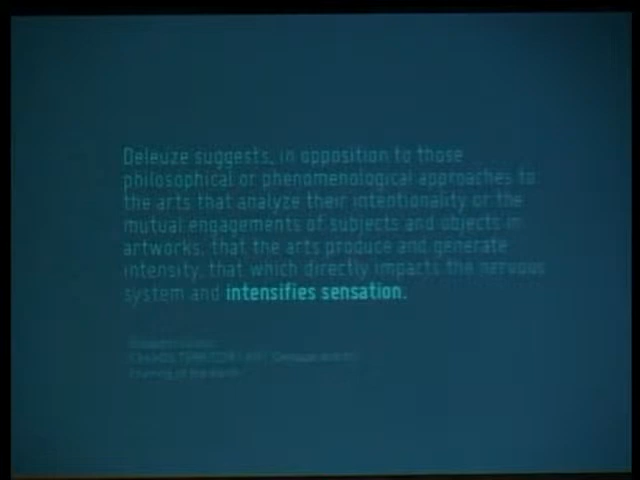 Deleuze suggests, in opposition to those
philosophical or phenomenological approaches to
the arts that analyze their intentionality or the
mutual engagements of subjects and objects in
artworks, that the arts produce and generate
intensity, that which directly impacts the nervous
system and intensifies sensation.